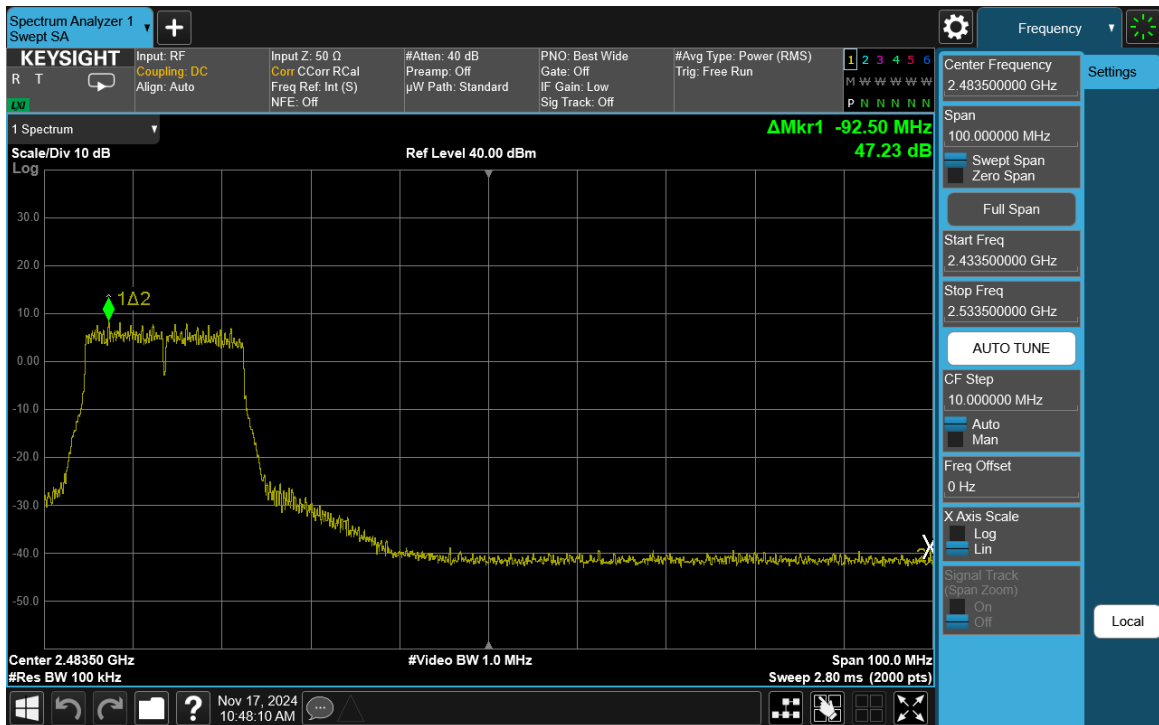 Spectrum Analyzer 1
Swept SA
Frequency
KEYSIGHT
R T
LXI
Input: RF
Coupling: DC
Align: Auto
Input Z: 50 Ω
Corr CCorr RCal
Freq Ref: Int (S)
NFE: Off
#Atten: 40 dB
Preamp: Off
µW Path: Standard
PNO: Best Wide
Gate: Off
IF Gain: Low
Sig Track: Off
#Avg Type: Power (RMS)
Trig: Free Run
1 2 3 4 5 6
M W W W W W
P N N N N N
1 Spectrum
Scale/Div 10 dB
Log
Ref Level 40.00 dBm
ΔMkr1 -92.50 MHz
47.23 dB
30.0
20.0
10.0
0.00
-10.0
-20.0
-30.0
-40.0
-50.0
1Δ2
X
Center 2.48350 GHz
#Res BW 100 kHz
#Video BW 1.0 MHz
Span 100.0 MHz
Sweep 2.80 ms (2000 pts)
Center Frequency
2.483500000 GHz
Span
100.000000 MHz
Swept Span
Zero Span
Full Span
Start Freq
2.433500000 GHz
Stop Freq
2.533500000 GHz
AUTO TUNE
CF Step
10.000000 MHz
Auto
Man
Freq Offset
0 Hz
X Axis Scale
Log
Lin
Signal Track
(Span Zoom)
On
Off
Settings
Local
?
Nov 17, 2024
10:48:10 AM